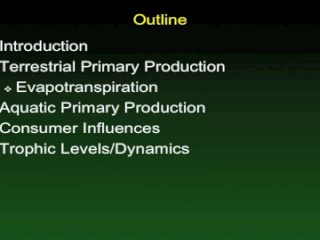 Outline
Introduction
Terrestrial Primary Production
❖ Evapotranspiration
Aquatic Primary Production
Consumer Influences
Trophic Levels/Dynamics